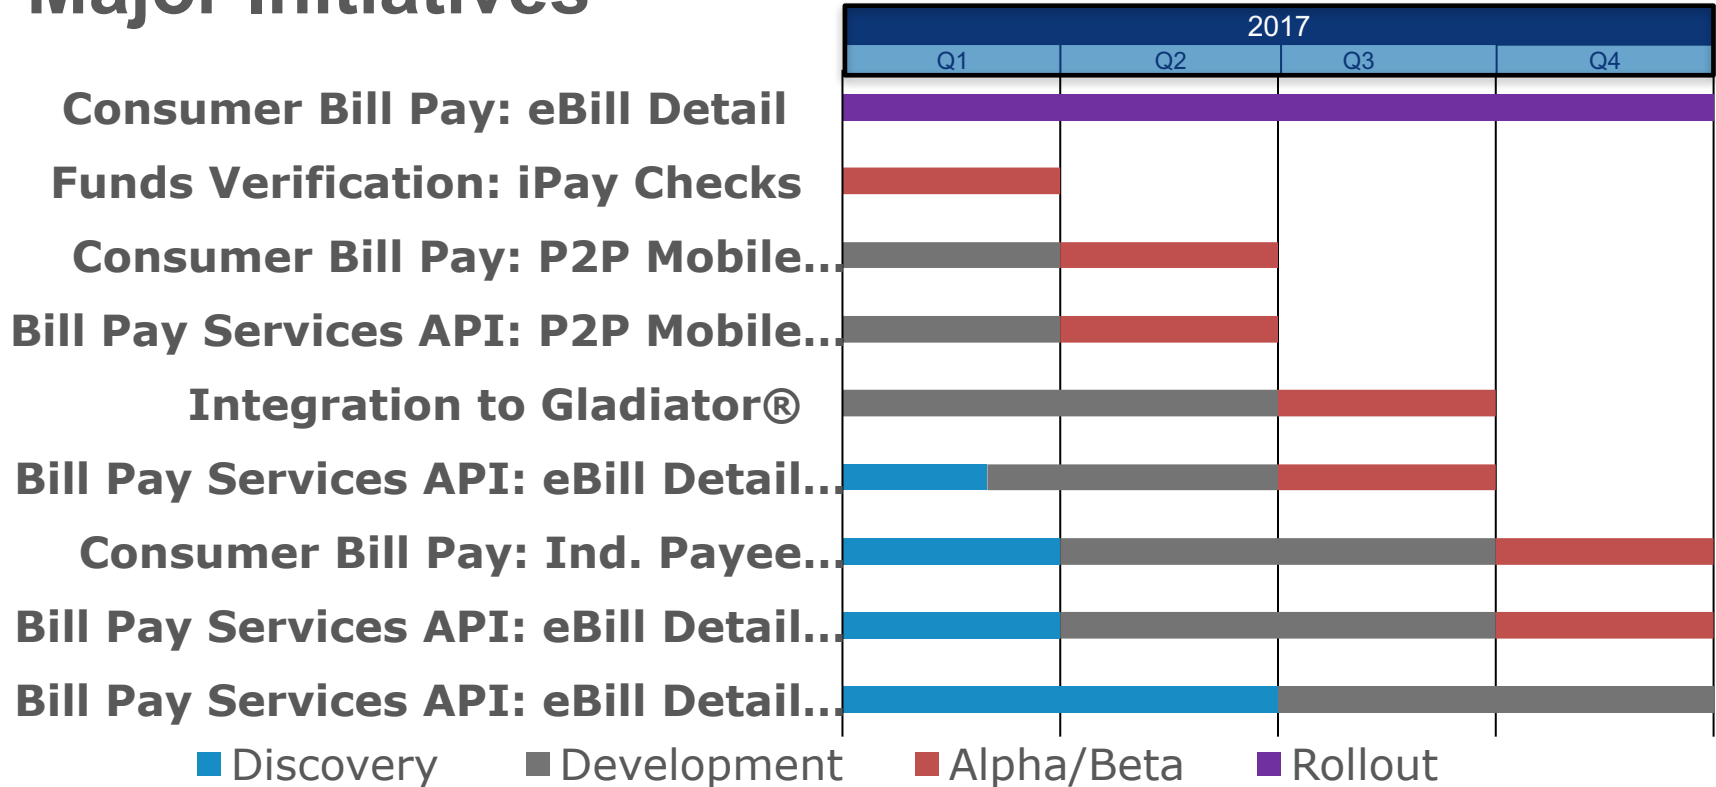 Major Initiatives
2017
Q1 Q2 Q3 Q4
Consumer Bill Pay: eBill Detail
Funds Verification: iPay Checks
Consumer Bill Pay: P2P Mobile...
Bill Pay Services API: P2P Mobile...
Integration to Gladiator®
Bill Pay Services API: eBill Detail...
Consumer Bill Pay: Ind. Payee...
Bill Pay Services API: eBill Detail...
Bill Pay Services API: eBill Detail...
Discovery Development Alpha/Beta Rollout